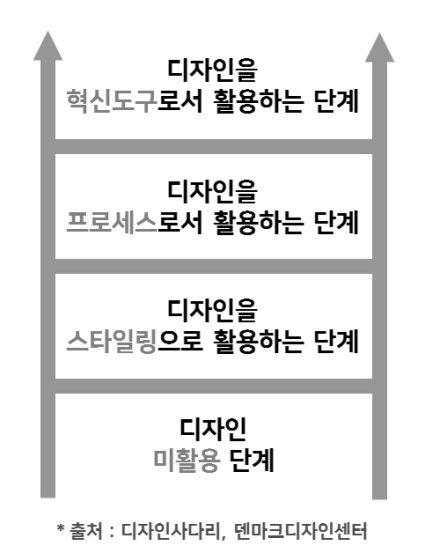 디자인을
혁신도구로서 활용하는 단계
디자인을
프로세스로서 활용하는 단계
디자인을
스타일링으로 활용하는 단계
디자인
미활용 단계
* 출처 : 디자인사다리, 덴마크디자인센터